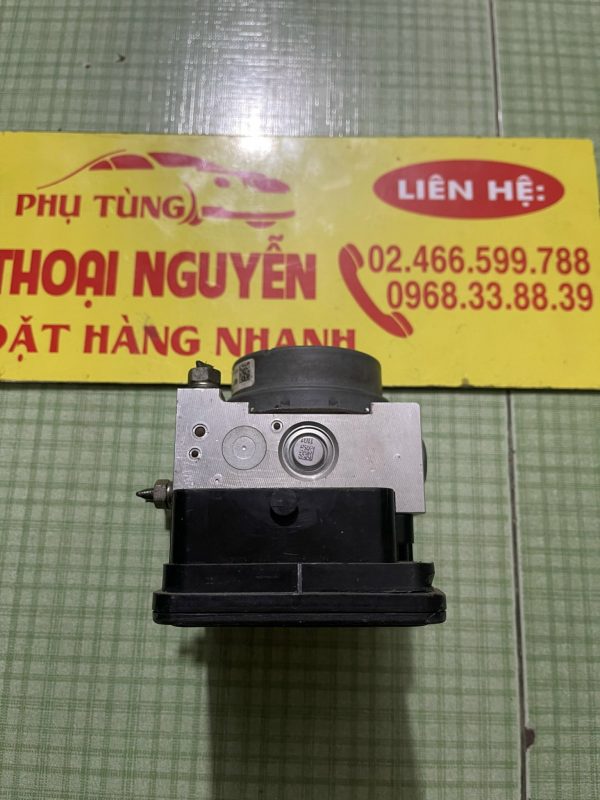 PHỤ TÙNG
THOẠI NGUYỄN
ĐẶT HÀNG NHANH
LIÊN HỆ:
02.466.599.788
0968.33.88.39